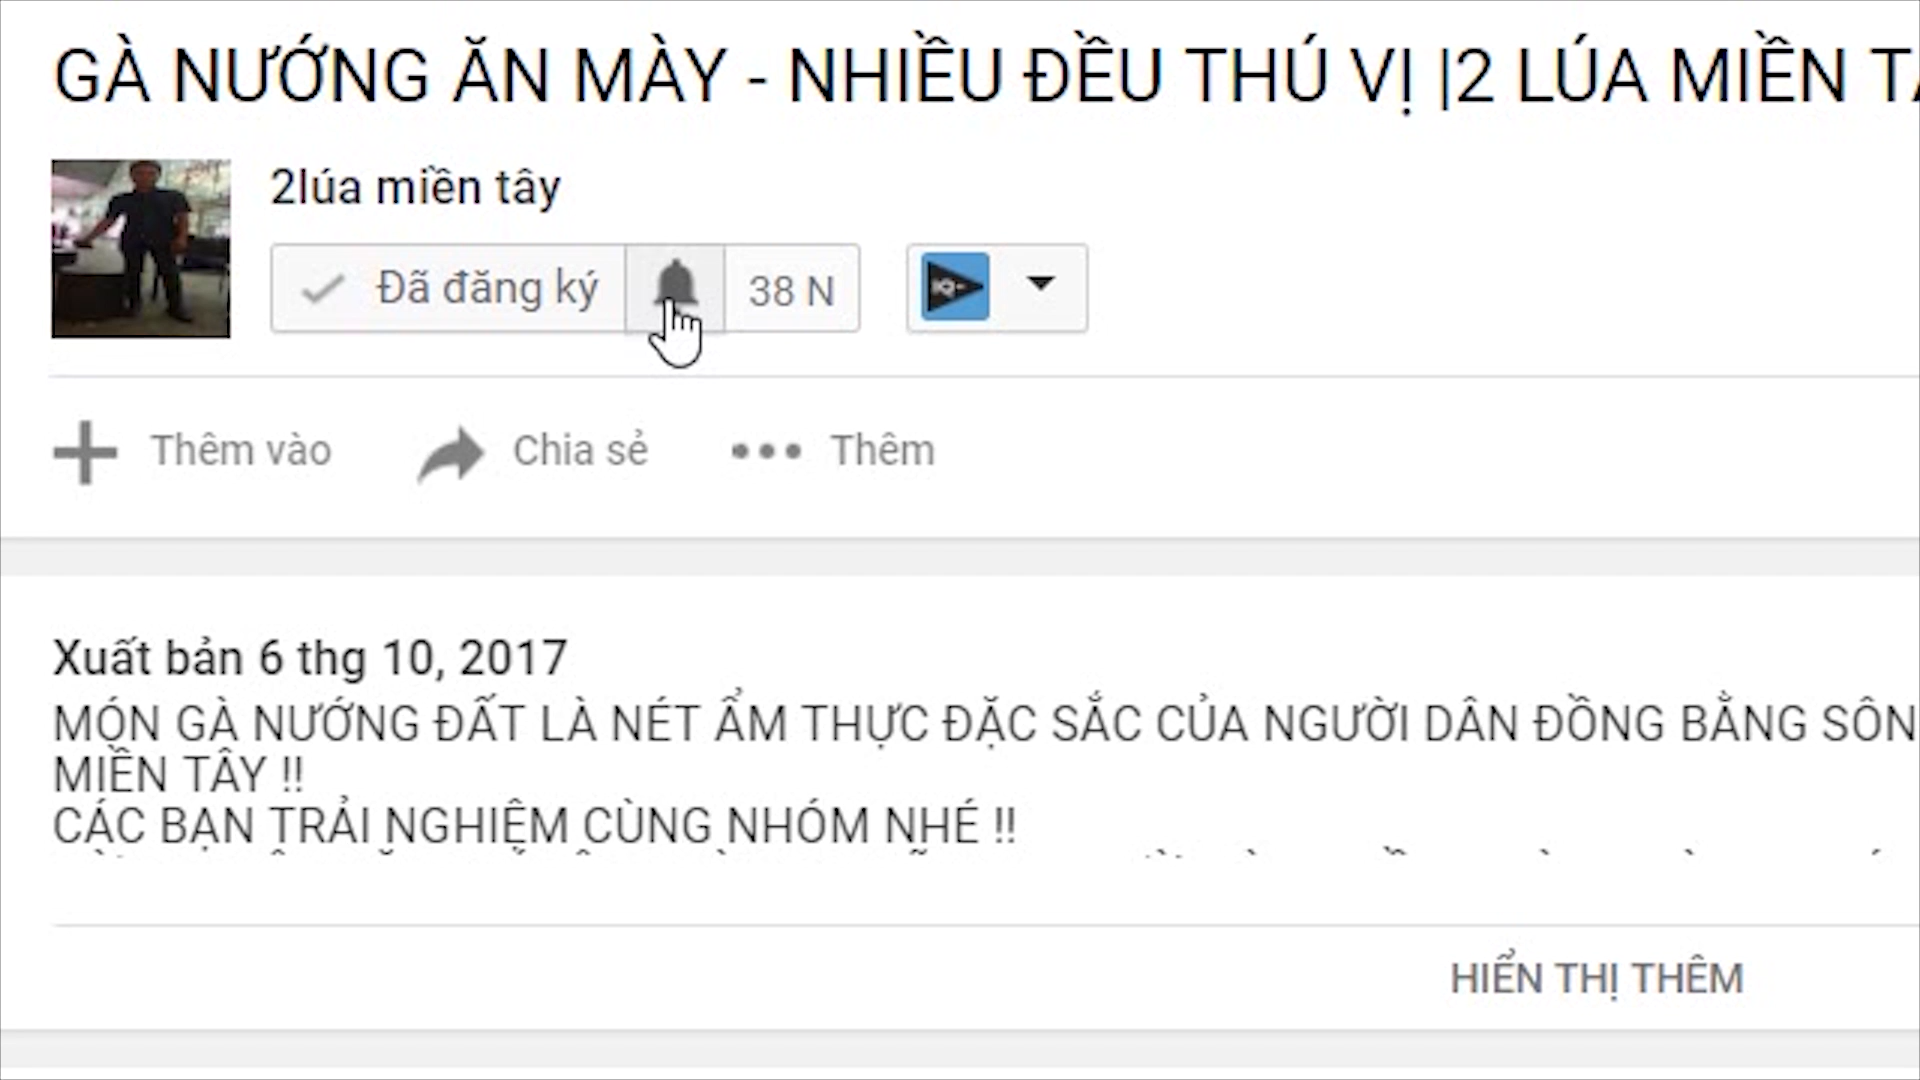 GÀ NƯỚNG ĂN MÀY - NHIỀU ĐỀU THÚ VỊ |2 LÚA MIỀN
2lúa miền tây
Đã đăng ký 38 N
IQ
Thêm vào Chia sẻ Thêm
Xuất bản 6 thg 10, 2017
MÓN GÀ NƯỚNG ĐẤT LÀ NÉT ẨM THỰC ĐẶC SẮC CỦA NGƯỜI DÂN ĐỒNG BẰNG
MIỀN TÂY !!
CÁC BẠN TRẢI NGHIỆM CÙNG NHÓM NHÉ !!
HIỂN THỊ THÊM